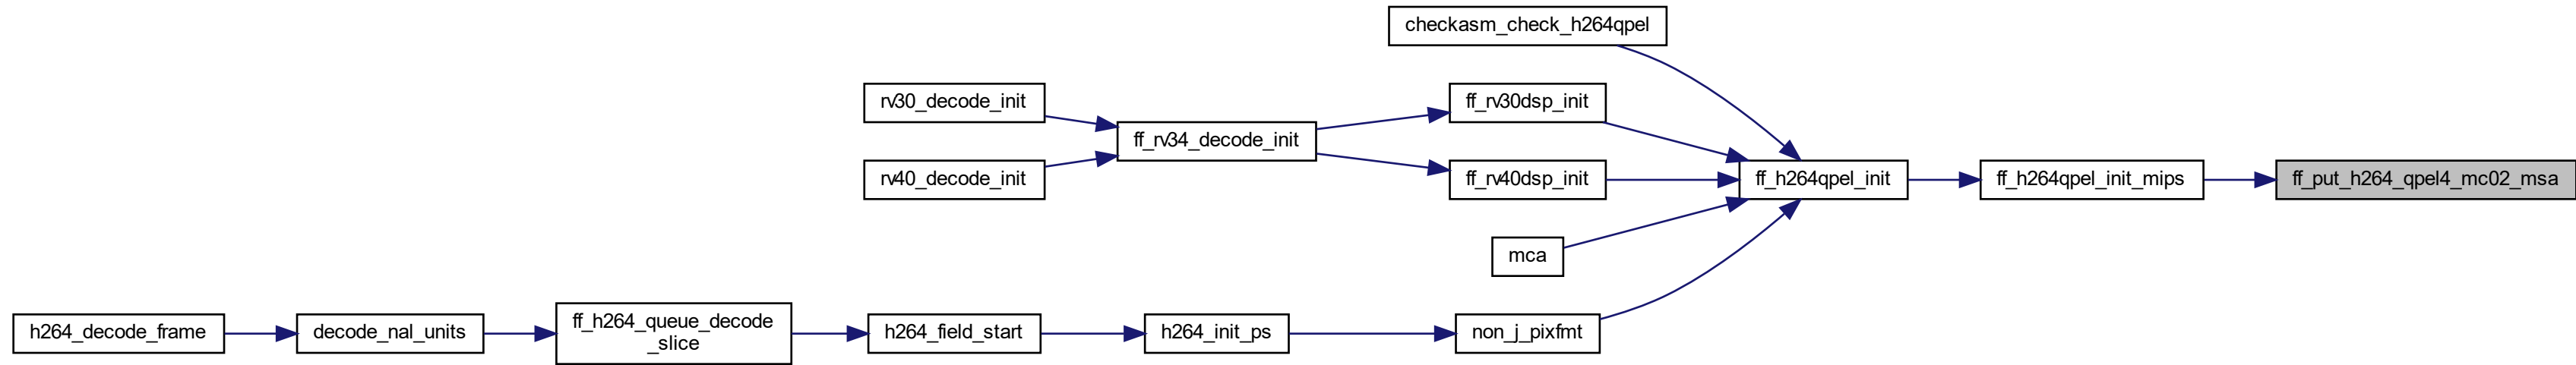 checkasm_check_h264qpel
rv30_decode_init
ff_rv30dsp_init
ff_rv34_decode_init
rv40_decode_init
ff_rv40dsp_init
ff_h264qpel_init
ff_h264qpel_init_mips
ff_put_h264_qpel4_mc02_msa
mca
h264_decode_frame
decode_nal_units
ff_h264_queue_decode
_slice
h264_field_start
h264_init_ps
non_j_pixfmt